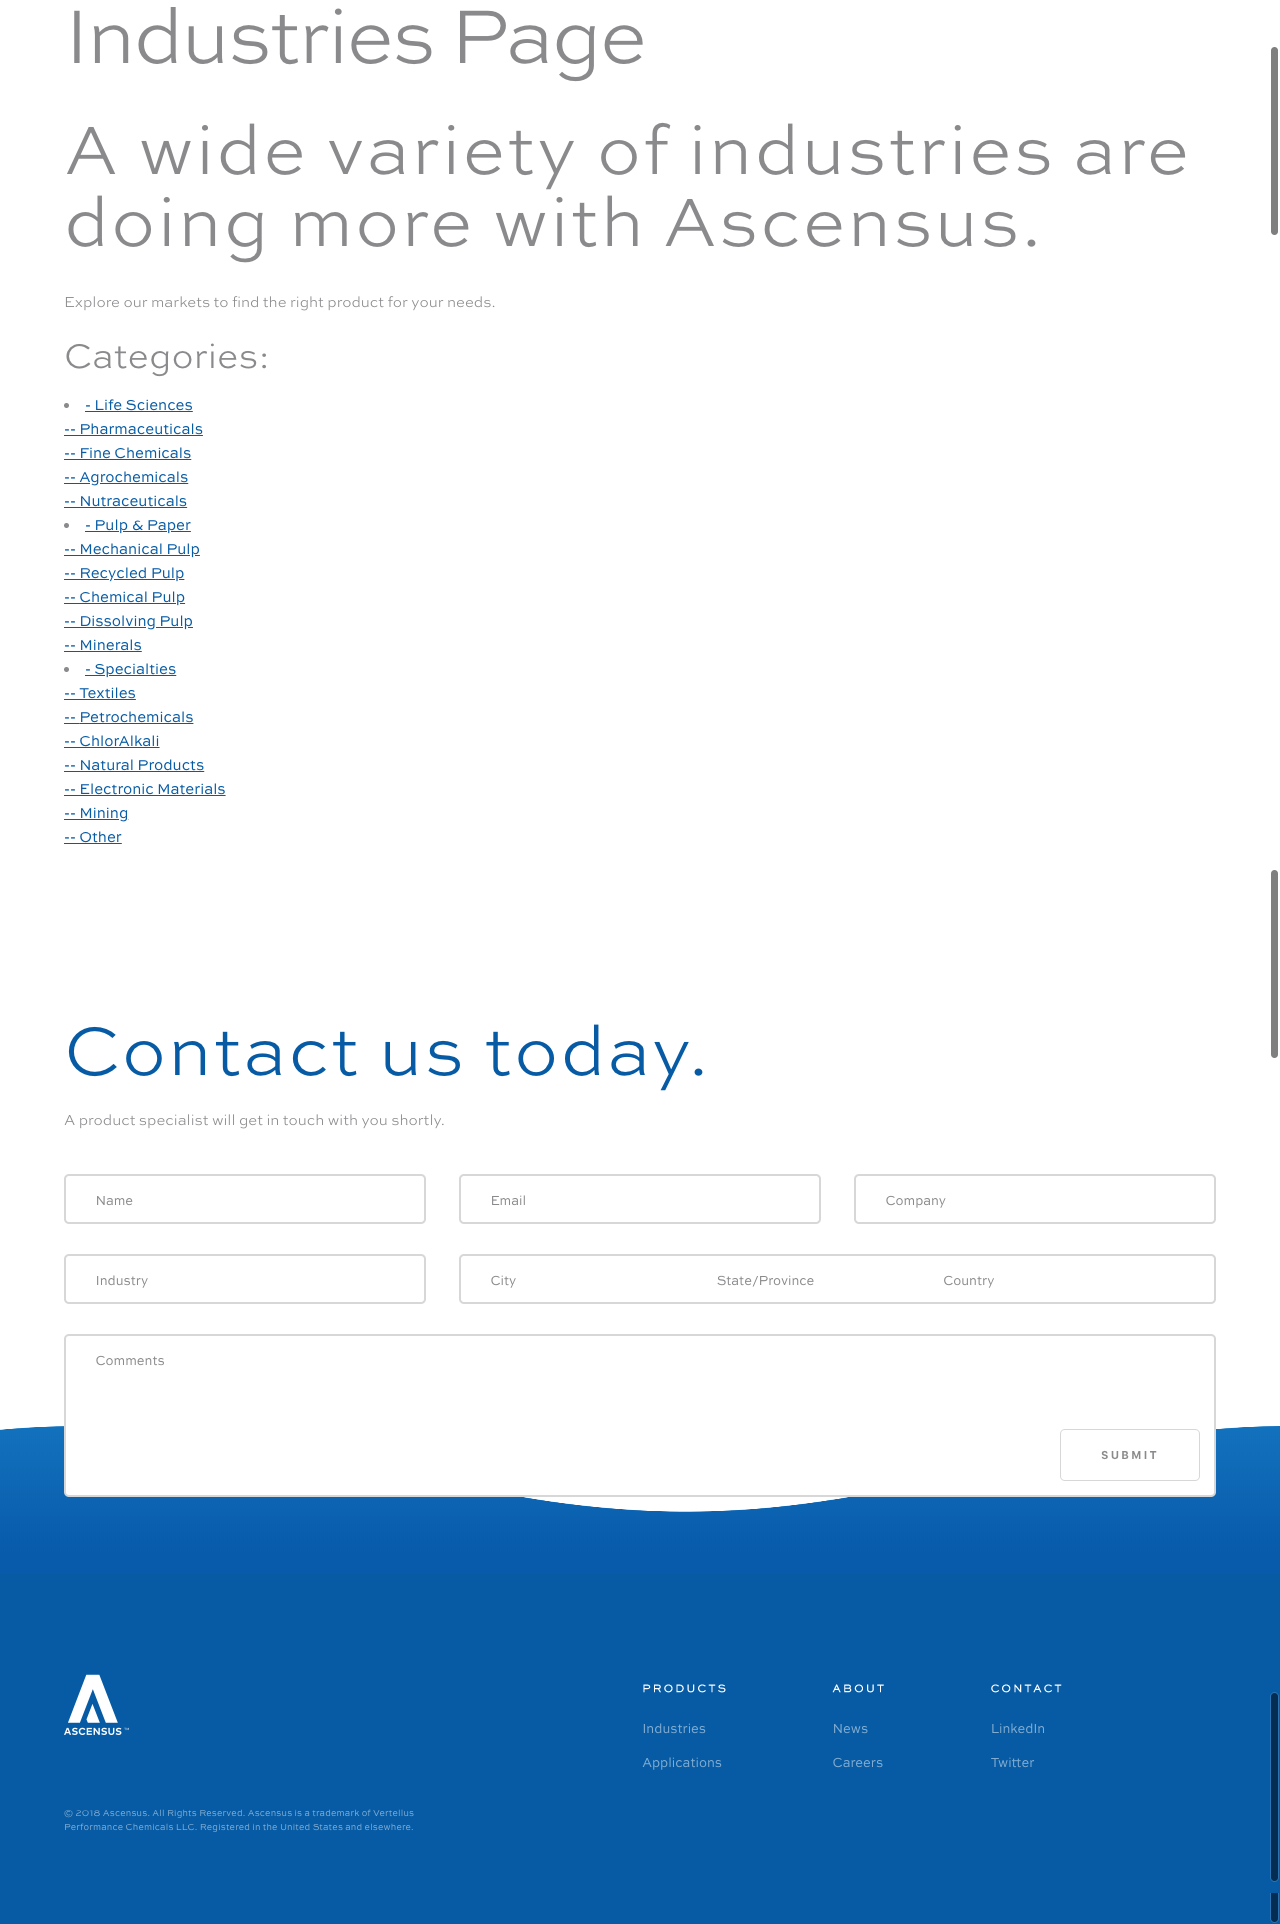 Industries Page
A wide variety of industries are
doing more with Ascensus.
Explore our markets to find the right product for your needs.
Categories:
• - Life Sciences
-- Pharmaceuticals
-- Fine Chemicals
-- Agrochemicals
-- Nutraceuticals
• - Pulp & Paper
-- Mechanical Pulp
-- Recycled Pulp
-- Chemical Pulp
-- Dissolving Pulp
-- Minerals
• - Specialties
-- Textiles
-- Petrochemicals
-- ChlorAlkali
-- Natural Products
-- Electronic Materials
-- Mining
-- Other
Contact us today.
A product specialist will get in touch with you shortly.
Name Email Company
Industry City State/Province Country
Comments
SUBMIT
ASCENSUS™
PRODUCTS ABOUT CONTACT
Industries News LinkedIn
Applications Careers Twitter
© 2018 Ascensus. All Rights Reserved. Ascensus is a trademark of Vertellus
Performance Chemicals LLC. Registered in the United States and elsewhere.